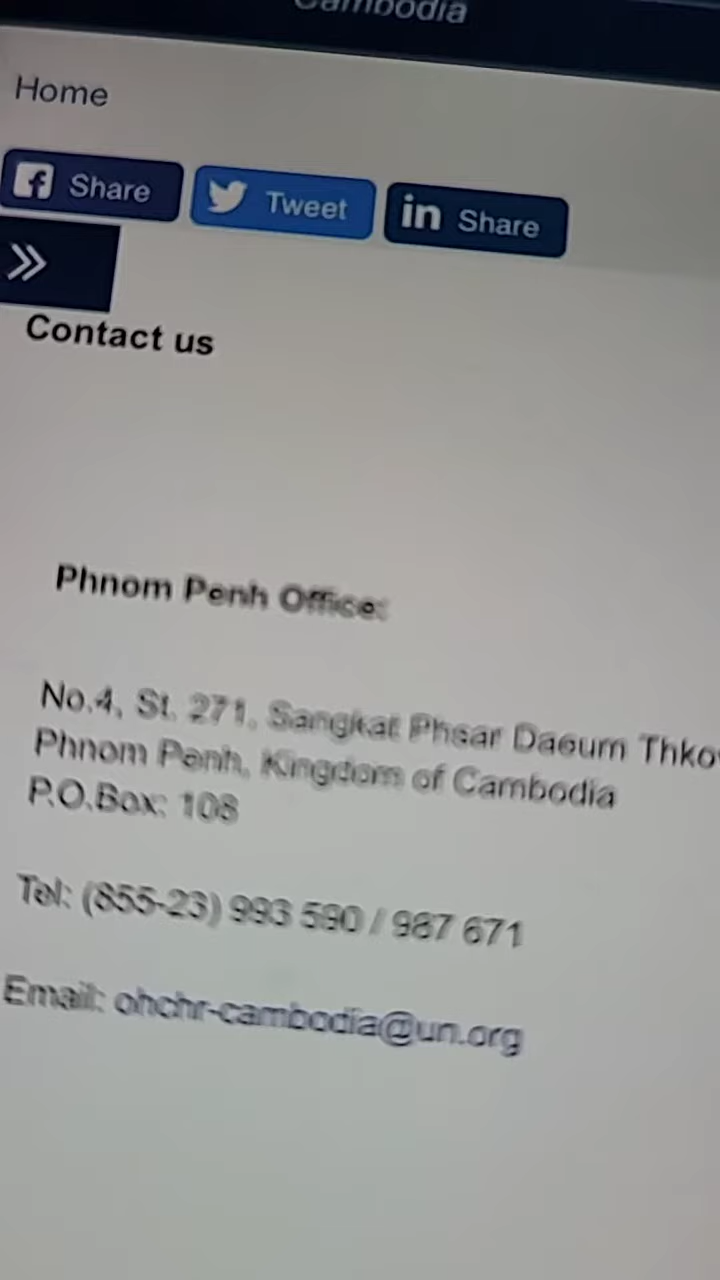 Cambodia
Home
Share
Tweet
in Share
Contact us
Phnom Penh Office:
No.4, St. 271, Sangkat Phsar Daeum
Phnom Penh, Kingdom of Cambodia
P.O.Box: 108
Tel: (855-23) 993 590 / 987 671
Email: ohchr-cambodia@un.org